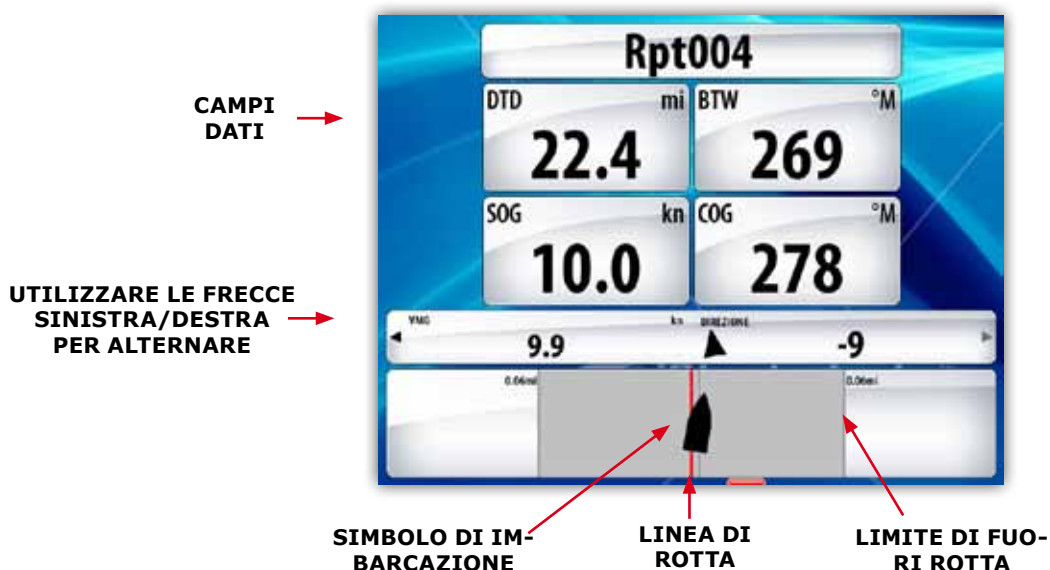 Rpt004
CAMPI
DATI
DTD mi
22.4
BTW °M
269
SOG kn
10.0
COG °M
278
UTILIZZARE LE FRECCE
SINISTRA/DESTRA
PER ALTERNARE
VMG kn
9.9
DIREZIONE
-9
0.06mi
0.06mi
SIMBOLO DI IM-
BARCAZIONE
LINEA DI
ROTTA
LIMITE DI FUO-
RI ROTTA